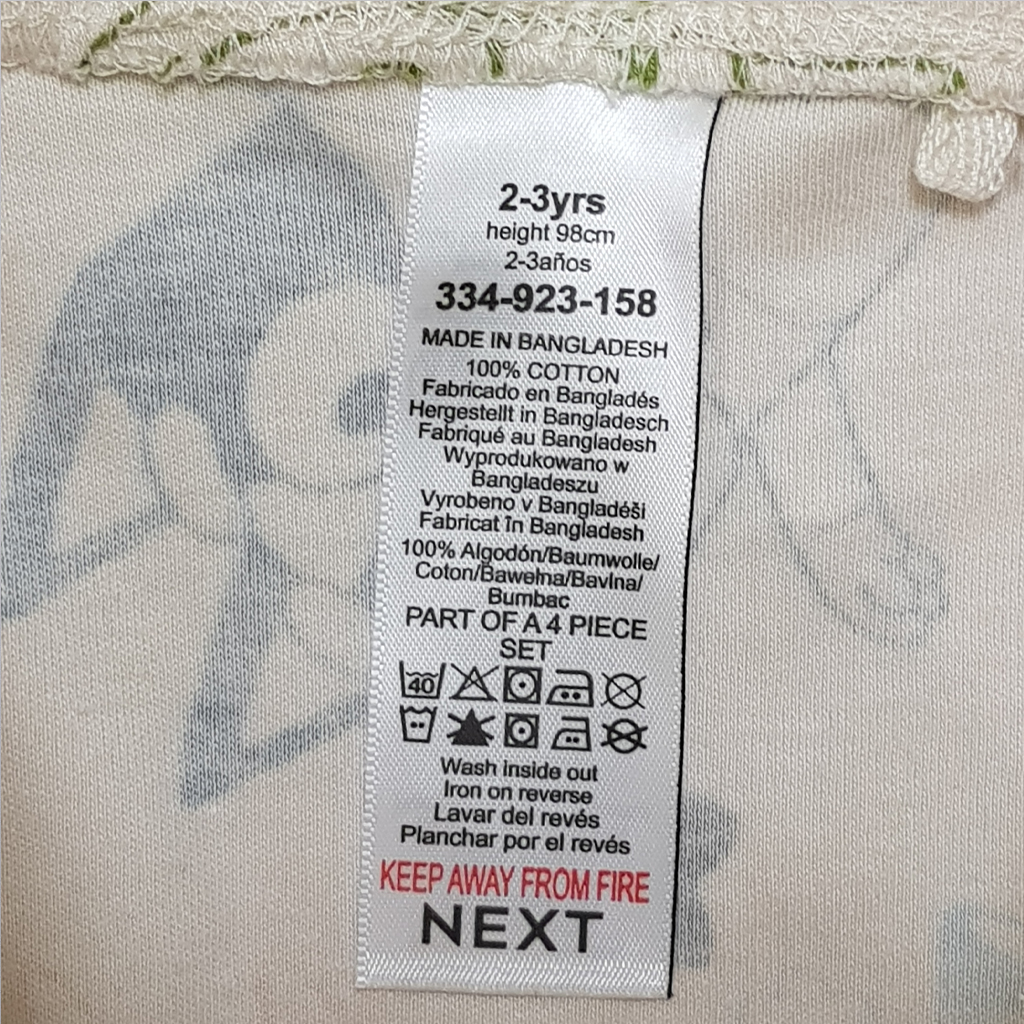 2-3yrs
height 98cm
2-3años
334-923-158
MADE IN BANGLADESH
100% COTTON
Fabricado en Bangladés
Hergestellt in Bangladesch
Fabriqué au Bangladesh
Wyprodukowano w
Bangladeszu
Vyrobeno v Bangladéši
Fabricat în Bangladesh
100% Algodón/Baumwolle/
Coton/Bawełna/Bavlna/
Bumbac
PART OF A 4 PIECE
SET
40
Wash inside out
Iron on reverse
Lavar del revés
Planchar por el revés
KEEP AWAY FROM FIRE
NEXT